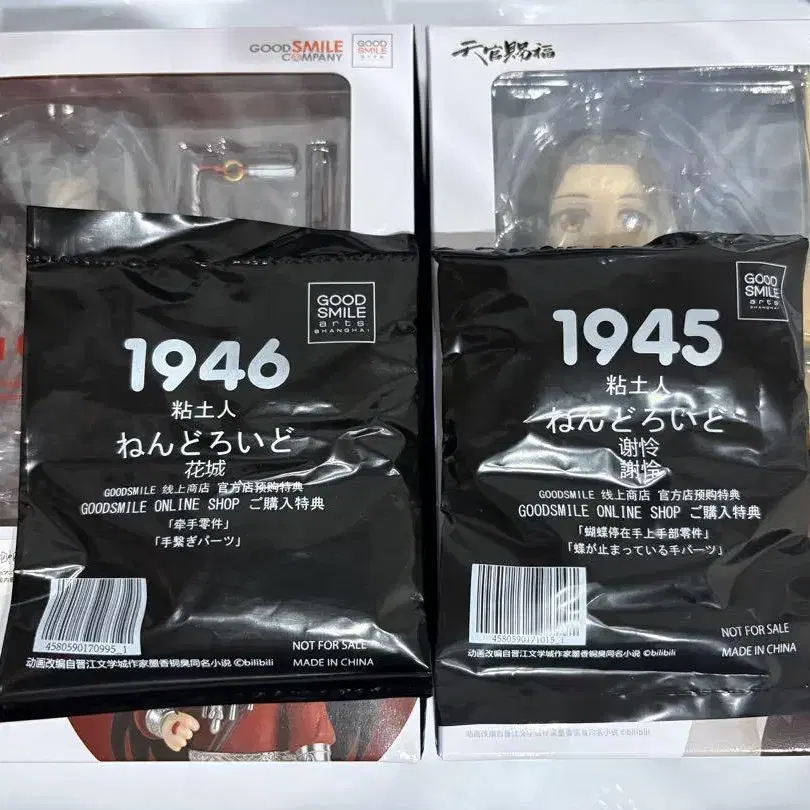 GOOD SMILE COMPANY
GOOD
SMILE
天官賜福
GOOD
SMILE
arts
SHANGHAI
1946
粘土人
ねんどろいど
花城
GOODSMILE 线上商店 官方店预购特典
GOODSMILE ONLINE SHOP ご購入特典
「牵手零件」
「手繋ぎパーツ」
4580590170995_1
NOT FOR SALE
MADE IN CHINA
动画改编自晋江文学城作家墨香铜臭同名小说 ©bilibili
GOOD
SMILE
arts
SHANGHAI
1945
粘土人
ねんどろいど
谢怜
謝怜
GOODSMILE 线上商店 官方店预购特典
GOODSMILE ONLINE SHOP ご購入特典
「蝴蝶停在手上手部零件」
「蝶が止まっている手パーツ」
4580590171015_1
NOT FOR SALE
MADE IN CHINA
动画改编自晋江文学城作家墨香铜臭同名小说 ©bilibili